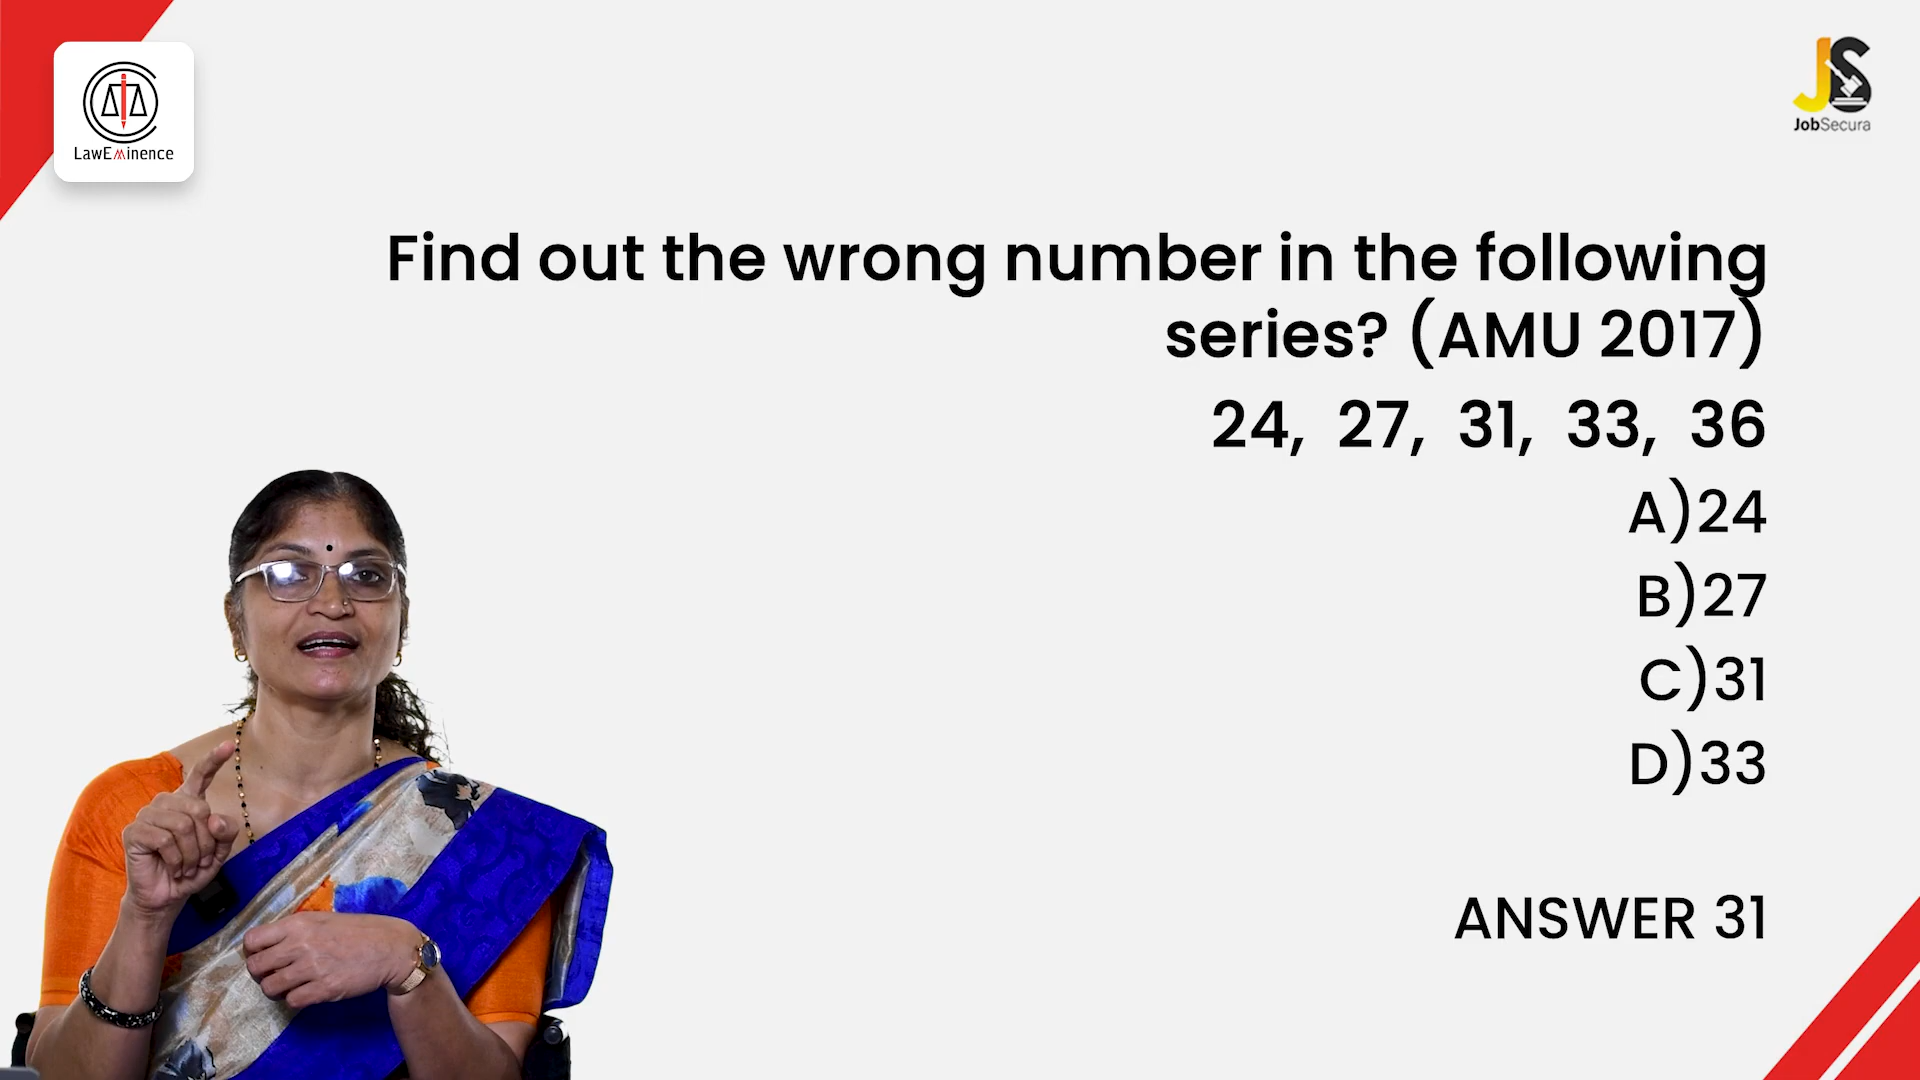 LawEminence
JS
JobSecura
Find out the wrong number in the following
series? (AMU 2017)
24, 27, 31, 33, 36
A)24
B)27
C)31
D)33
ANSWER 31